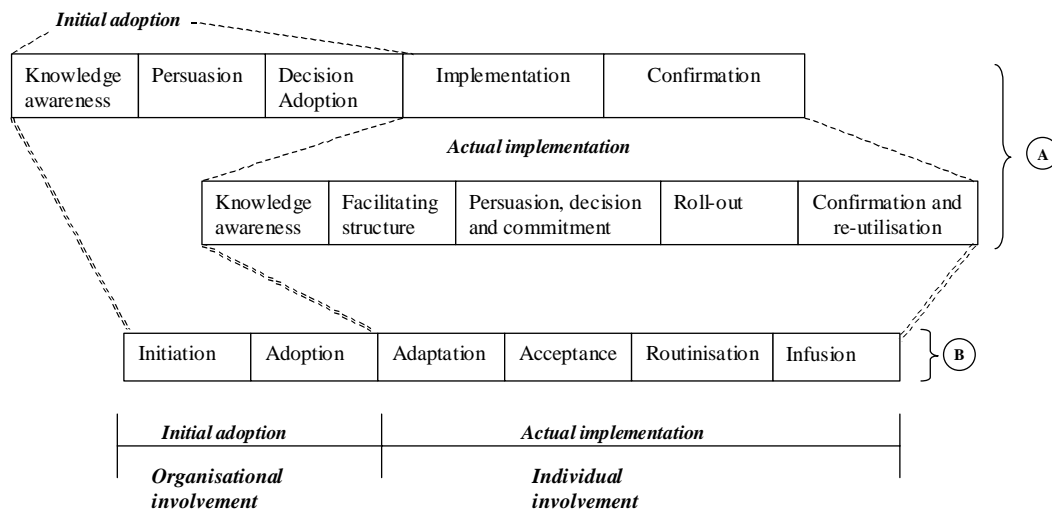 Initial adoption
Knowledge awareness
Persuasion
Decision Adoption
Implementation
Confirmation
Actual implementation
A
Knowledge awareness
Facilitating structure
Persuasion, decision and commitment
Roll-out
Confirmation and re-utilisation
Initiation
Adoption
Adaptation
Acceptance
Routinisation
Infusion
B
Initial adoption
Actual implementation
Organisational involvement
Individual involvement